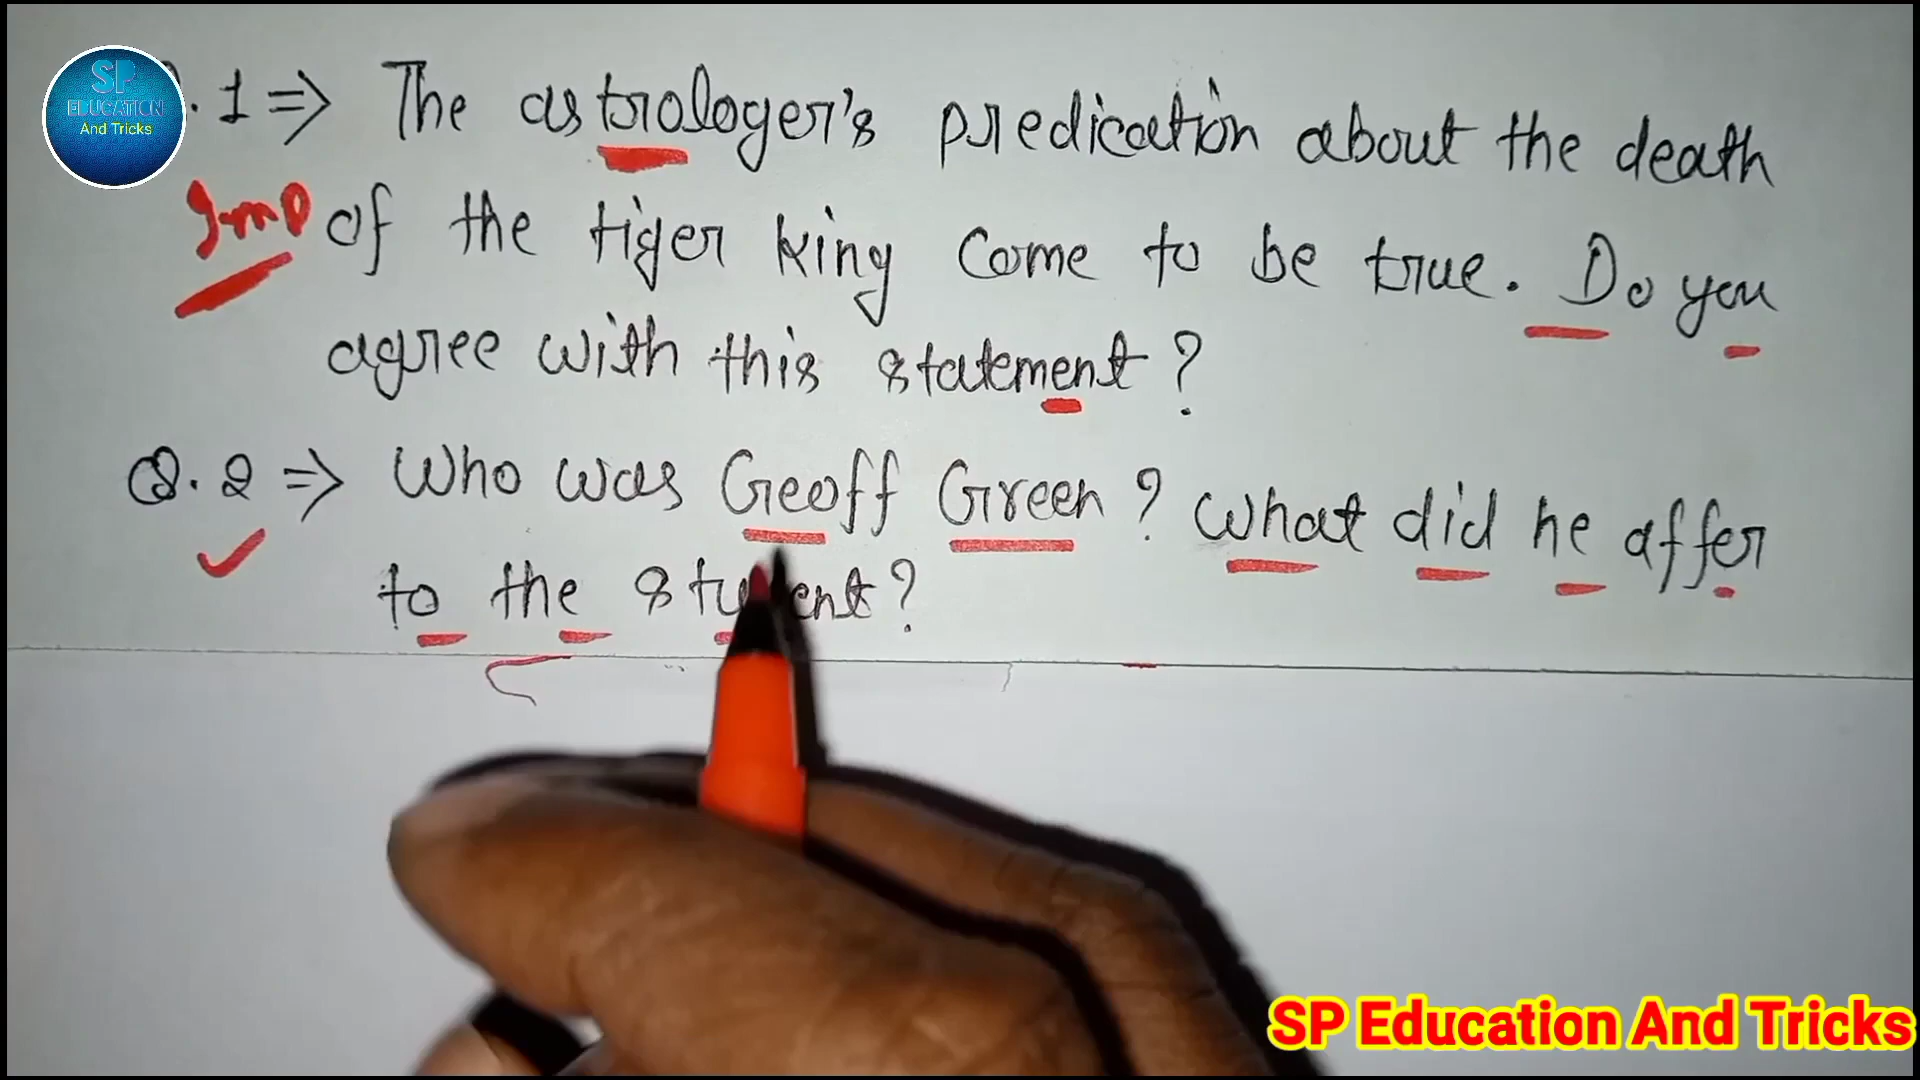 SP
EDUCATION
And Tricks
. 1 => The astrologer's predication about the death
Imp of the tiger king Come to be true. Do you
agree with this statement?
Q. 2 => Who was Geoff Green? What did he affer
to the
SP Education And Tricks